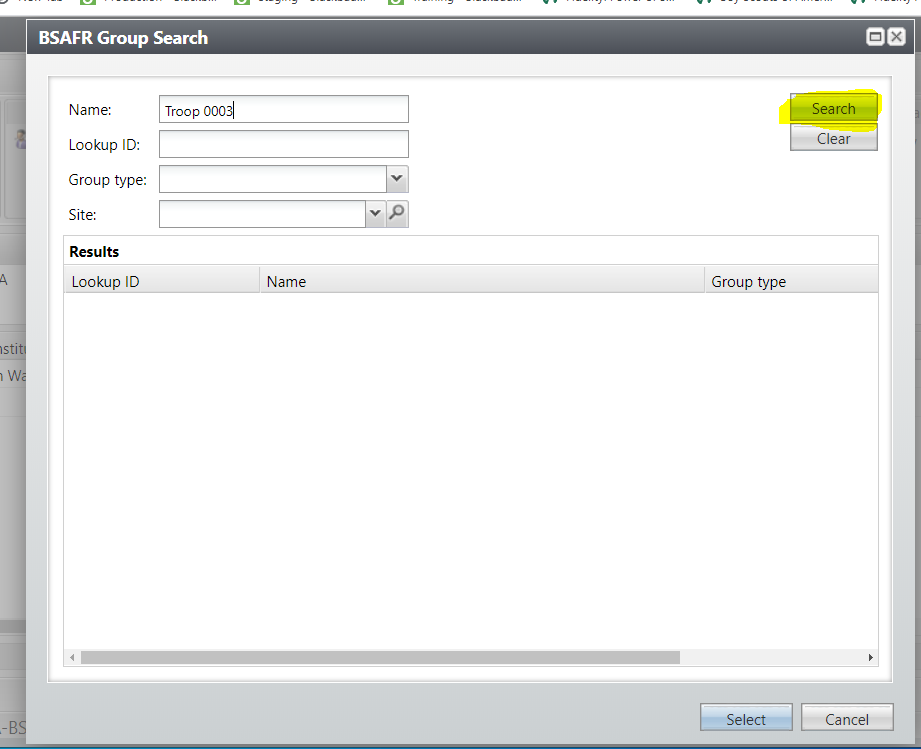 BSAFR Group Search
Name:
Troop 0003
Search
Lookup ID:
Clear
Group type:
Site:
Results
Lookup ID Name Group type
Select Cancel